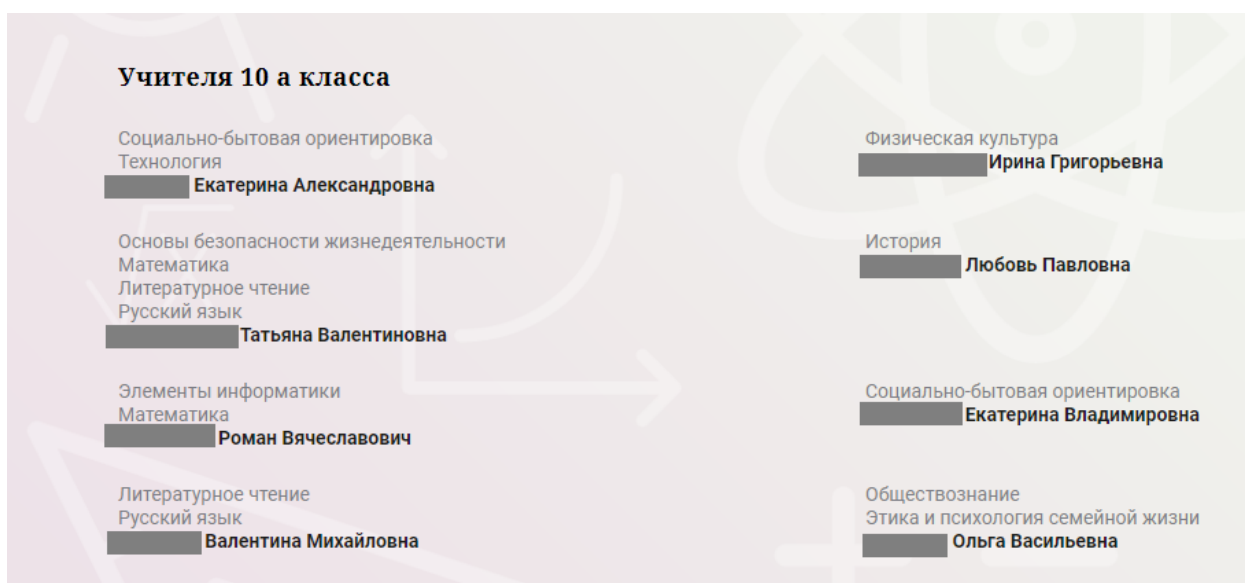 Учителя 10 а класса
Социально-бытовая ориентировка
Технология
Екатерина Александровна
Физическая культура
Ирина Григорьевна
Основы безопасности жизнедеятельности
Математика
Литературное чтение
Русский язык
Татьяна Валентиновна
История
Любовь Павловна
Элементы информатики
Математика
Роман Вячеславович
Социально-бытовая ориентировка
Екатерина Владимировна
Литературное чтение
Русский язык
Валентина Михайловна
Обществознание
Этика и психология семейной жизни
Ольга Васильевна